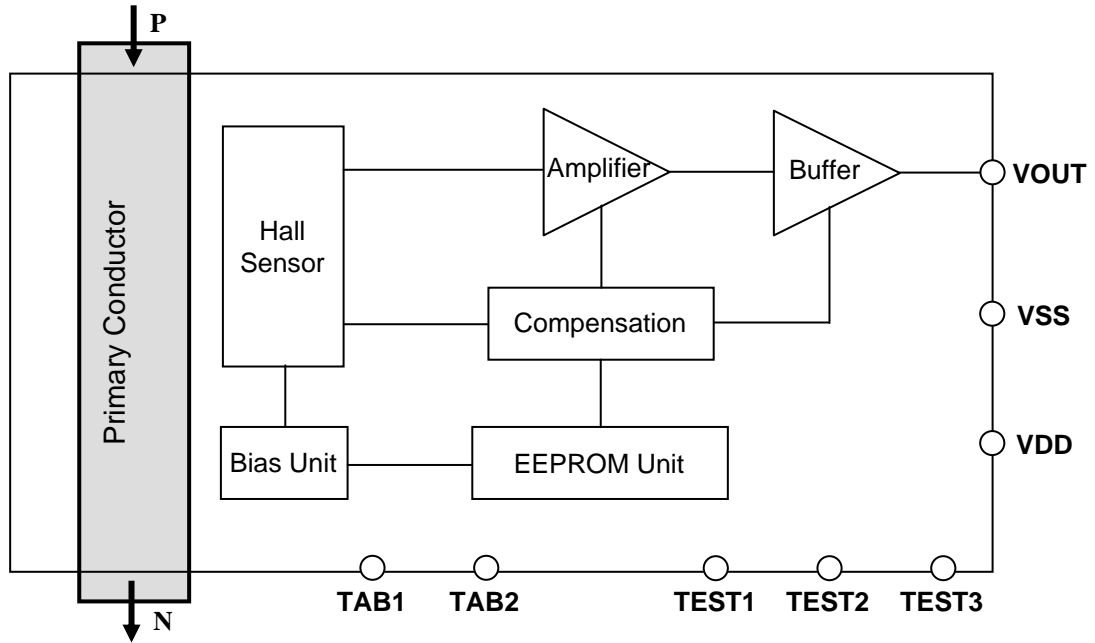 P
Primary Conductor
Hall
Sensor
Amplifier
Buffer
VOUT
Compensation
VSS
Bias Unit
EEPROM Unit
VDD
TAB1
TAB2
TEST1
TEST2
TEST3
N